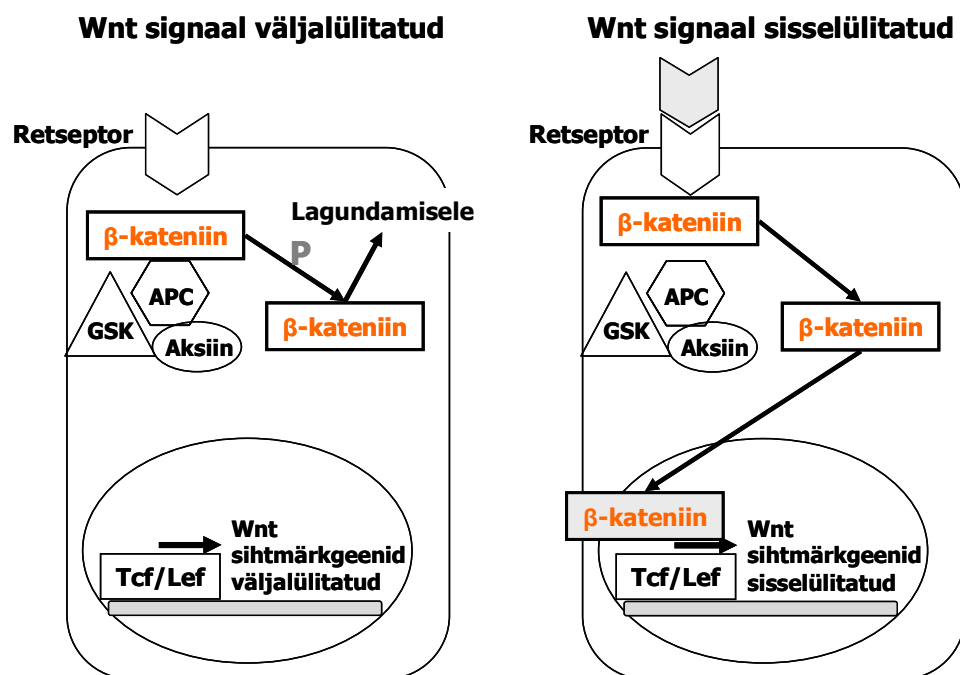 Wnt signaal väljalülitatud
Retseptor
β-kateniin
P
Lagundamisele
APC
GSK
Aksiin
β-kateniin
Wnt
sihtmärkgeenid
väljalülitatud
Tcf/Lef
Wnt signaal sisselülitatud
Retseptor
β-kateniin
APC
GSK
Aksiin
β-kateniin
β-kateniin
Wnt
sihtmärkgeenid
sisselülitatud
Tcf/Lef